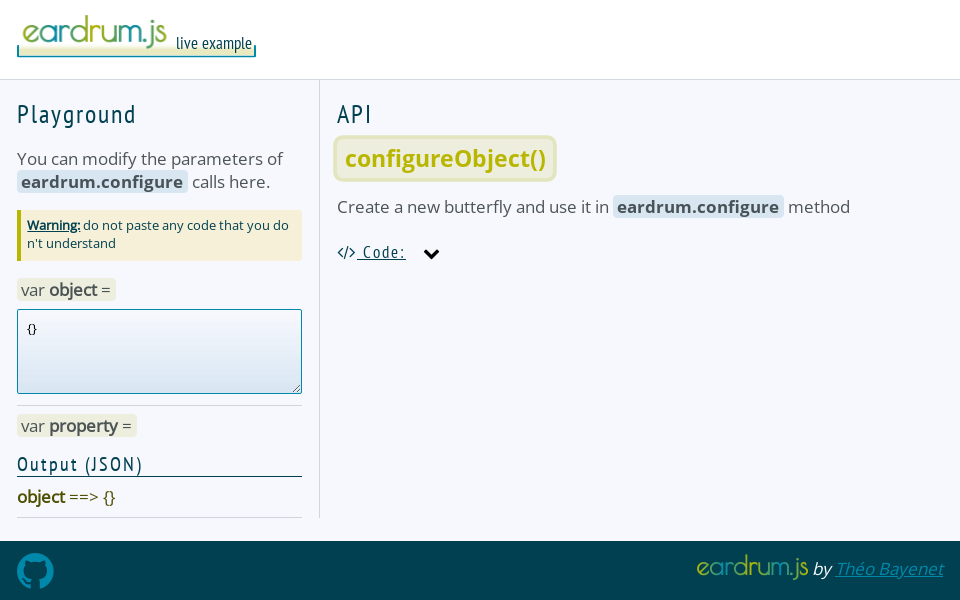 eardrum.js live example
Playground
You can modify the parameters of
eardrum.configure calls here.
Warning: do not paste any code that you do
n't understand
var object =
{}
var property =
Output (JSON)
object ==> {}
API
configureObject()
Create a new butterfly and use it in eardrum.configure method
</> Code:
eardrum.js by Théo Bayenet